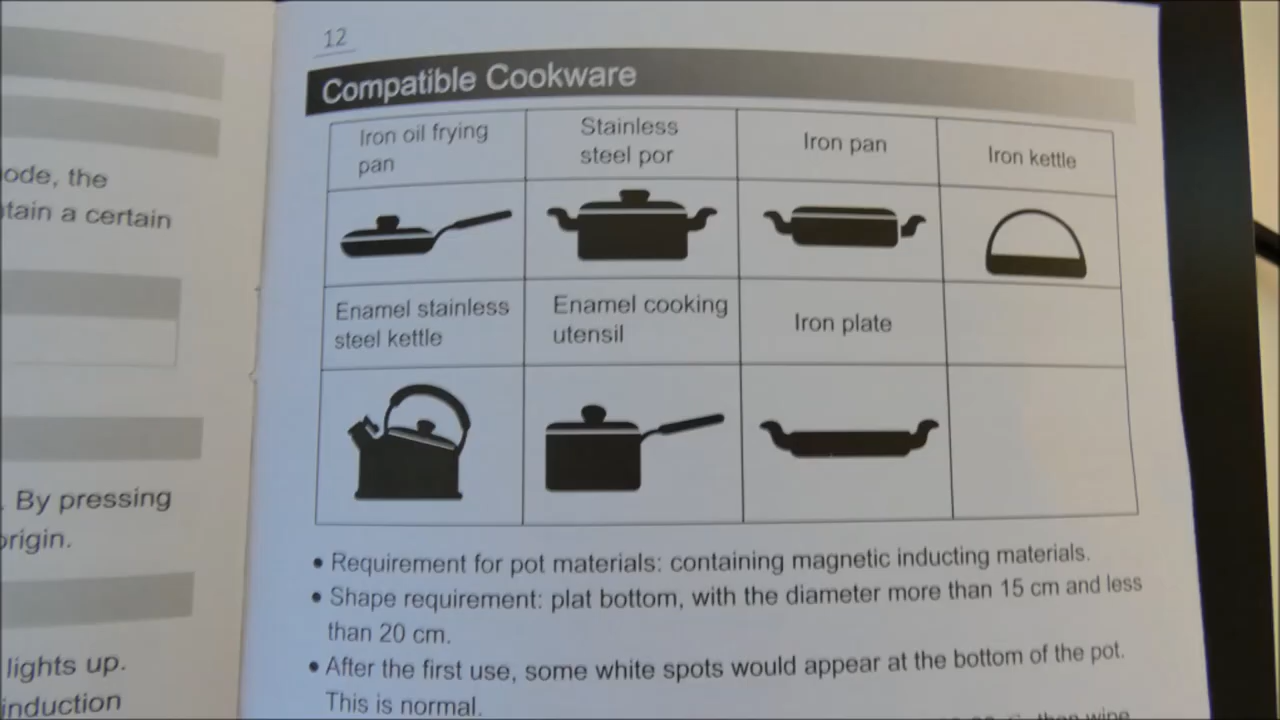 ode, the
tain a certain
. By pressing
origin.
lights up.
induction
12
Compatible Cookware
Iron oil frying
pan
Stainless
steel por
Iron pan
Iron kettle
Enamel stainless
steel kettle
Enamel cooking
utensil
Iron plate
• Requirement for pot materials: containing magnetic inducting materials.
• Shape requirement: plat bottom, with the diameter more than 15 cm and less
than 20 cm.
• After the first use, some white spots would appear at the bottom of the pot.
This is normal.